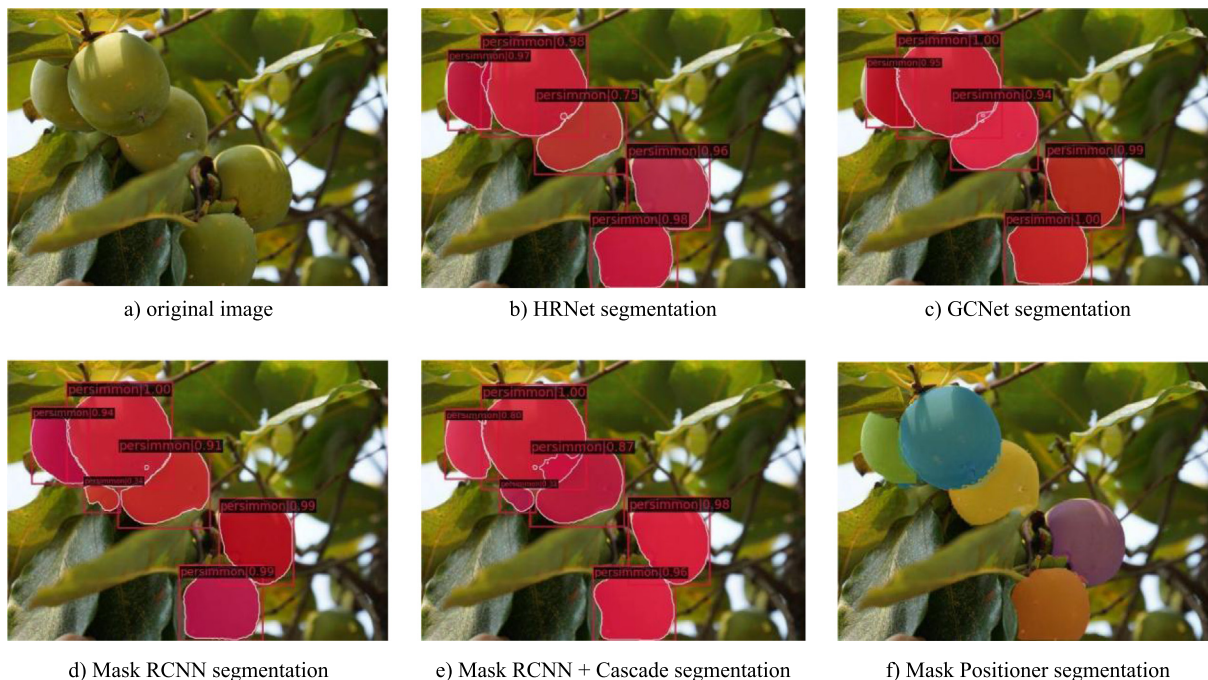 persimmon|0.98
persimmon|0.97
persimmon|0.75
persimmon|0.96
persimmon|0.98
persimmon|1.00
persimmon|0.95
persimmon|0.94
persimmon|0.99
persimmon|1.00
a) original image
b) HRNet segmentation
c) GCNet segmentation
persimmon|1.00
persimmon|0.94
persimmon|0.91
persimmon|0.99
persimmon|0.99
persimmon|1.00
persimmon|0.80
persimmon|0.87
persimmon|0.98
persimmon|0.96
d) Mask RCNN segmentation
e) Mask RCNN + Cascade segmentation
f) Mask Positioner segmentation